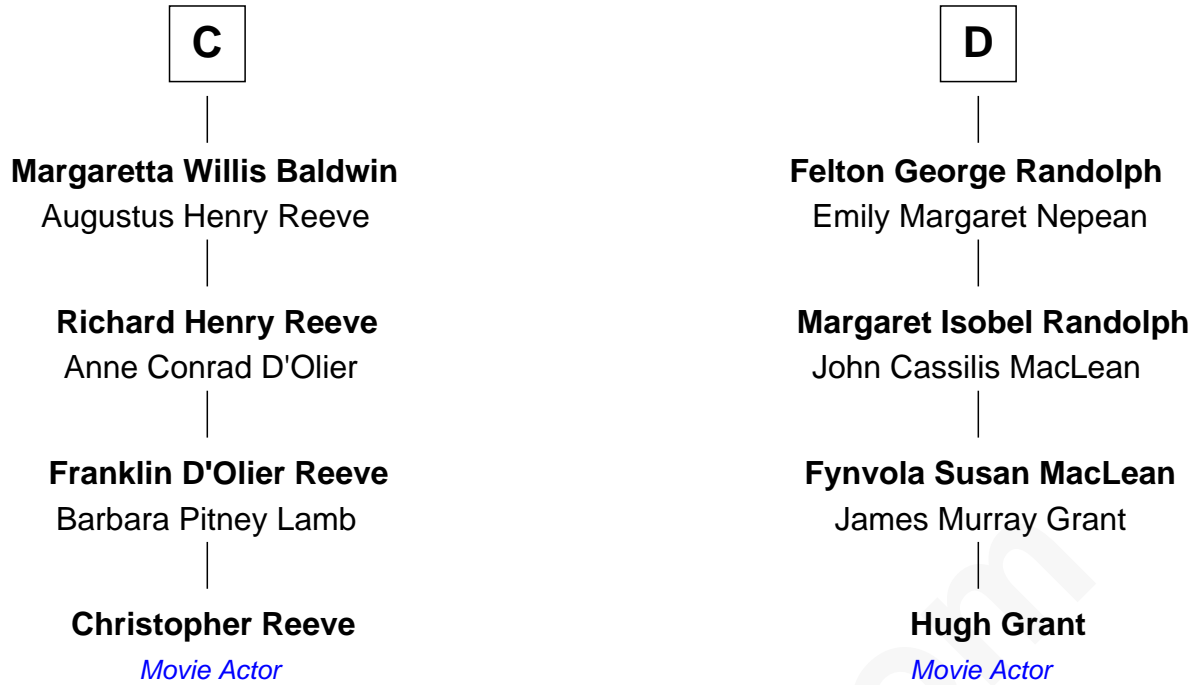 C
D
Margaretta Willis Baldwin
Augustus Henry Reeve
Felton George Randolph
Emily Margaret Nepean
Richard Henry Reeve
Anne Conrad D'Olier
Margaret Isobel Randolph
John Cassilis MacLean
Franklin D'Olier Reeve
Barbara Pitney Lamb
Fynvola Susan MacLean
James Murray Grant
Christopher Reeve
Movie Actor
Hugh Grant
Movie Actor